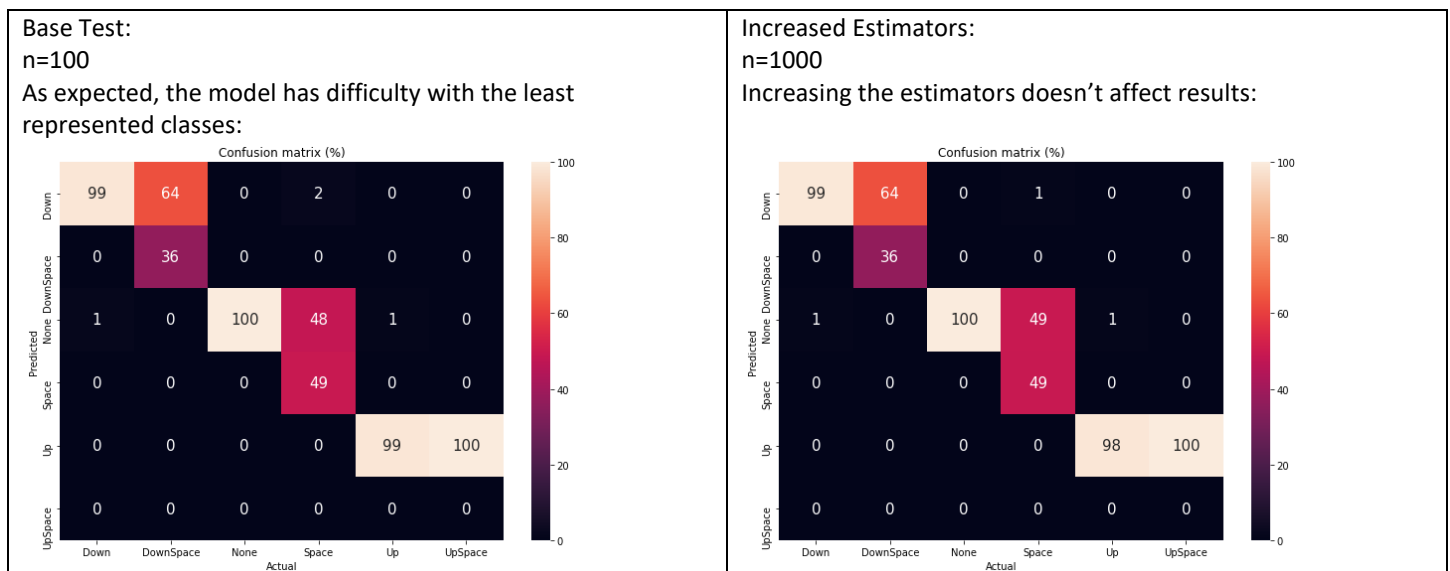 Base Test:
n=100
As expected, the model has difficulty with the least
represented classes:
Confusion matrix (%)
Predicted
Down
99 64 0 2 0 0
DownSpace
0 36 0 0 0 0
None
1 0 100 48 1 0
Space
0 0 0 49 0 0
Up
0 0 0 0 99 100
UpSpace
0 0 0 0 0 0
Down DownSpace None Space Up UpSpace
Actual
100
80
60
40
20
0
Increased Estimators:
n=1000
Increasing the estimators doesn’t affect results:
Confusion matrix (%)
Predicted
Down
99 64 0 1 0 0
DownSpace
0 36 0 0 0 0
None
1 0 100 49 1 0
Space
0 0 0 49 0 0
Up
0 0 0 0 98 100
UpSpace
0 0 0 0 0 0
Down DownSpace None Space Up UpSpace
Actual
100
80
60
40
20
0